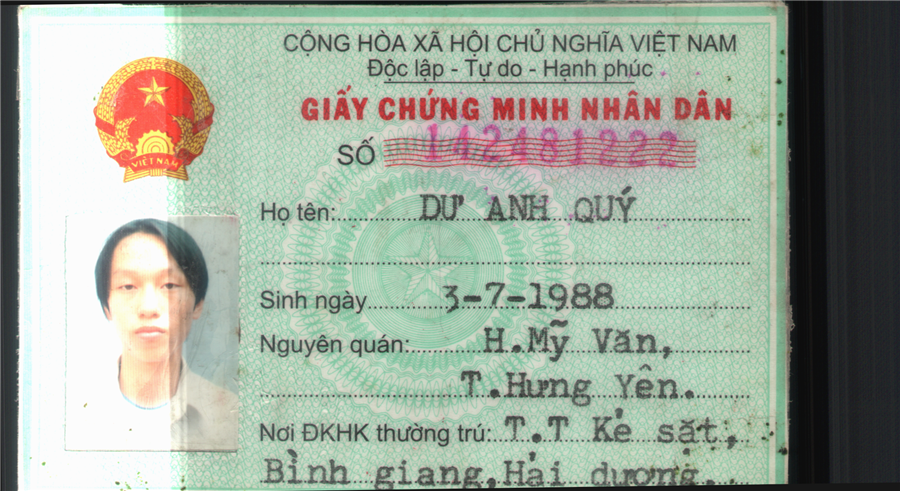 CỘNG HÒA XÃ HỘI CHỦ NGHĨA VIỆT NAM
Độc lập - Tự do - Hạnh phúc
GIẤY CHỨNG MINH NHÂN DÂN
SỐ 142481222
VIỆT NAM
Họ tên: DƯ ANH QUÝ
Sinh ngày 3-7-1988
Nguyên quán: H.Mỹ Văn,
T.Hưng Yên.
Nơi ĐKHK thường trú: T.T Kẻ sặt,
Bình giang, Hải dương.